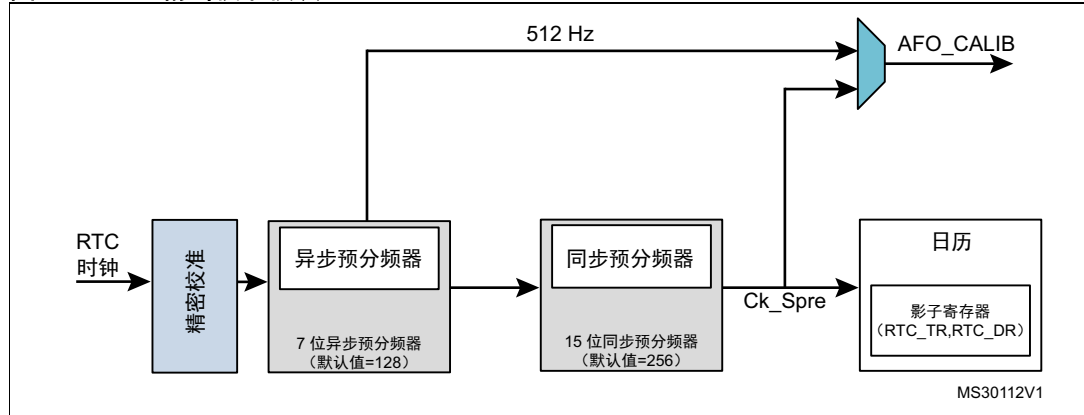 512 Hz
AFO_CALIB
RTC
时钟
精密校准
异步预分频器
7 位异步预分频器
（默认值=128）
同步预分频器
15 位同步预分频器
（默认值=256）
Ck_Spre
日历
影子寄存器
（RTC_TR,RTC_DR）
MS30112V1